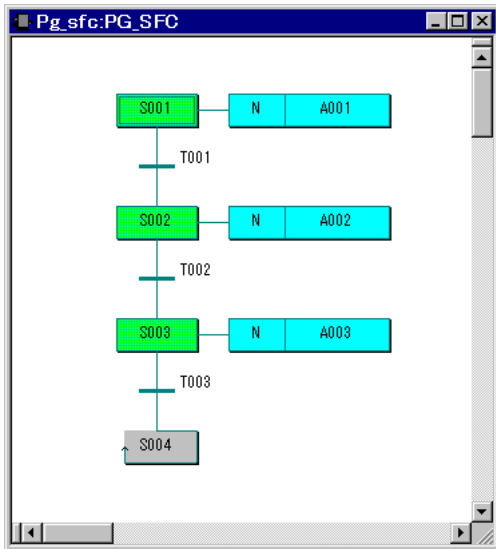 Pg_sfc:PG_SFC
S001 N A001
T001
S002 N A002
T002
S003 N A003
T003
S004